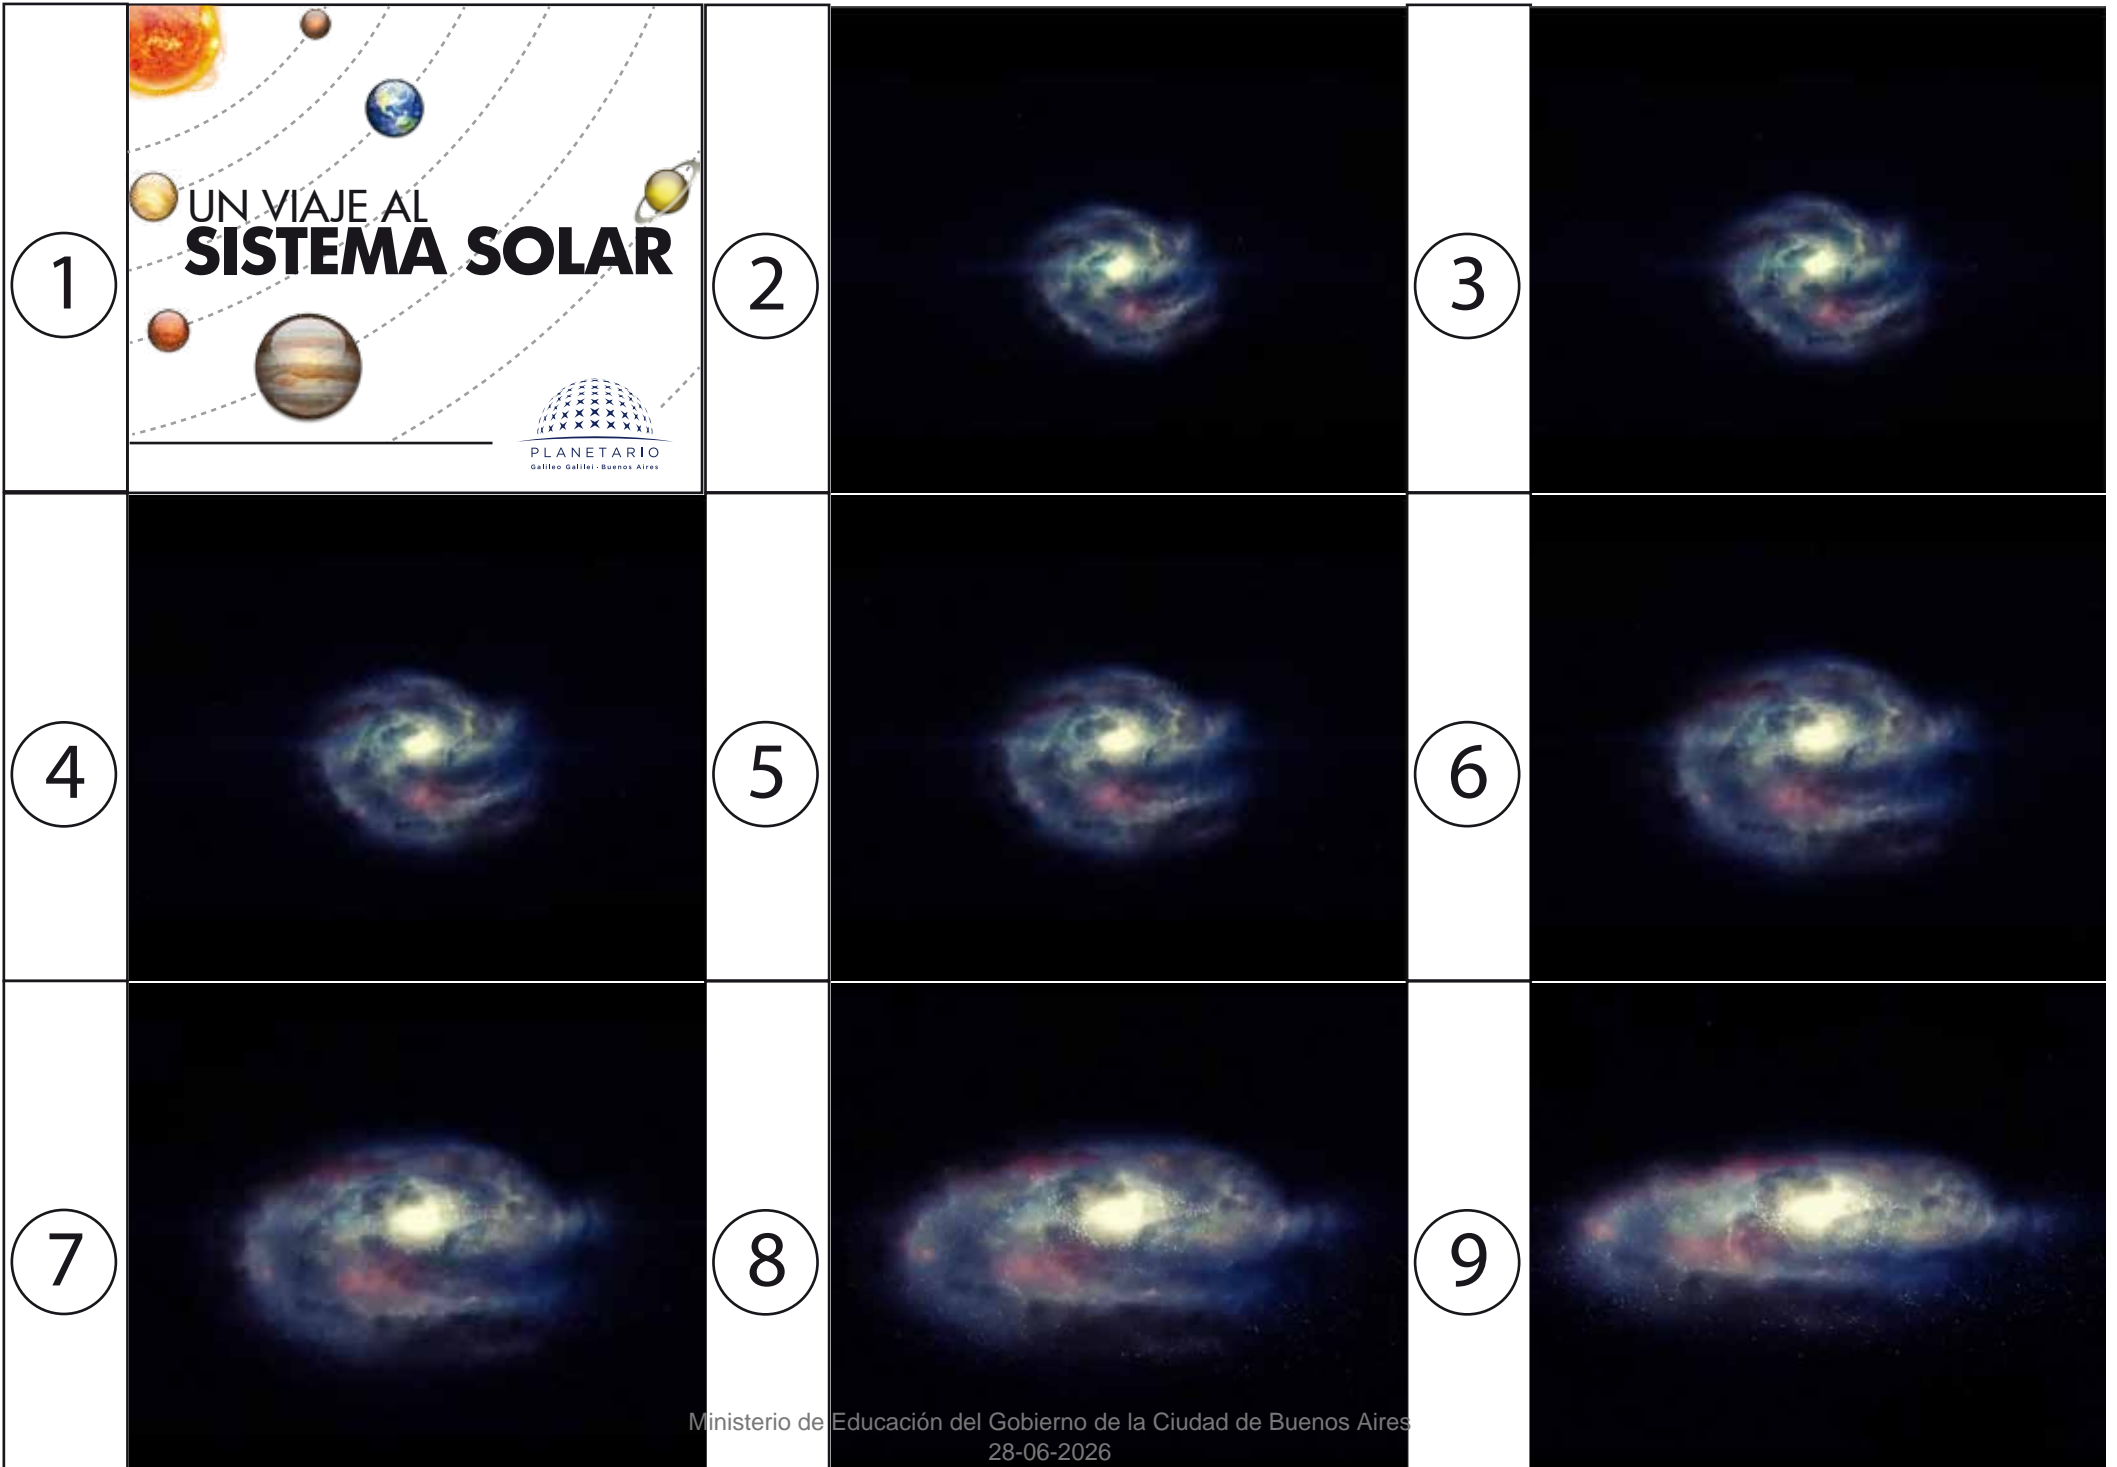 1
UN VIAJE AL
SISTEMA SOLAR
PLANETARIO
Galileo Galilei · Buenos Aires
2
3
4
5
6
7
8
9
Ministerio de Educación del Gobierno de la Ciudad de Buenos Aires
28-06-2026